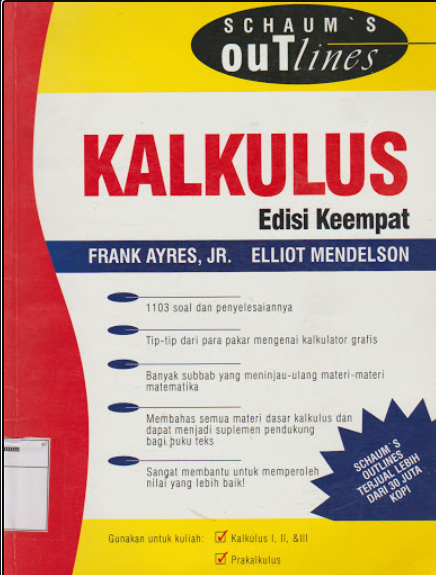 SCHAUM`S
ouTlines
KALKULUS
Edisi Keempat
FRANK AYRES, JR. ELLIOT MENDELSON
1103 soal dan penyelesaiannya
Tip-tip dari para pakar mengenai kalkulator grafis
Banyak subbab yang meninjau-ulang materi-materi
matematika
Membahas semua materi dasar kalkulus dan
dapat menjadi suplemen pendukung
bagi buku teks
Sangat membantu untuk memperoleh
nilai yang lebih baik!
SCHAUM`S
OUTLINES
TERJUAL LEBIH
DARI 30 JUTA
KOPI
Gunakan untuk kuliah: Kalkulus I, II, &III
Prakalkulus